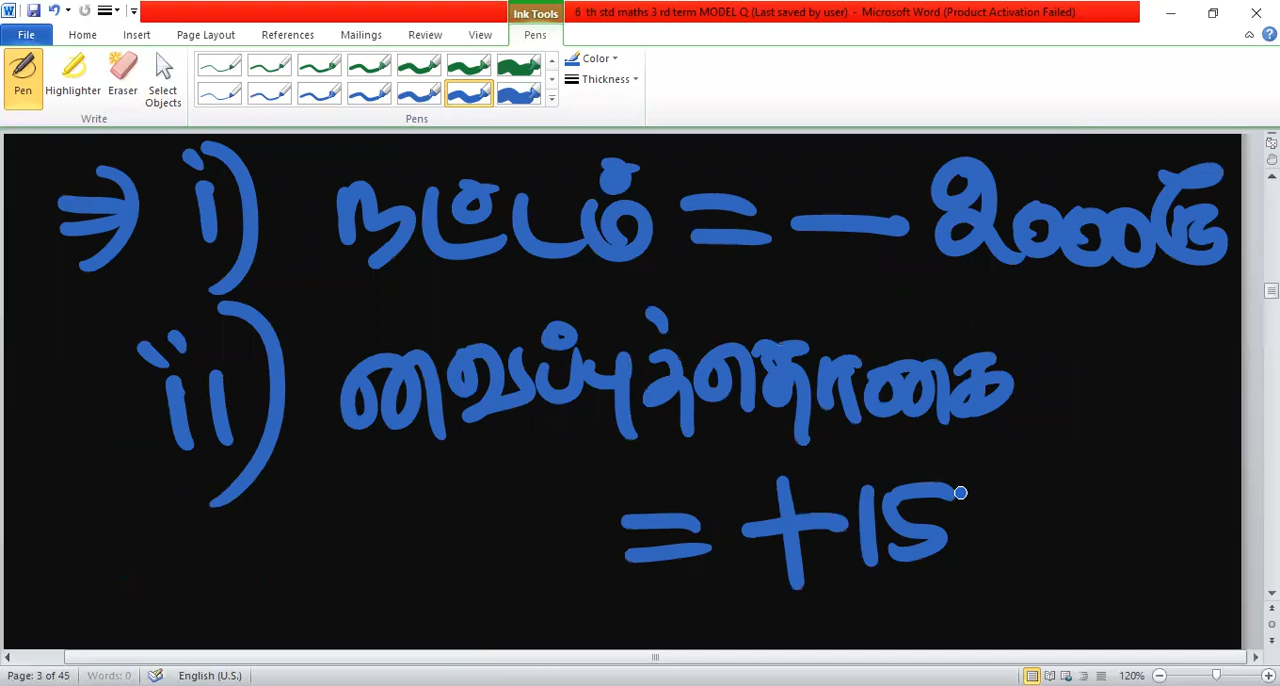 6 th std maths 3 rd term MODEL Q (Last saved by user) - Microsoft Word (Product Activation Failed)
Ink Tools
File Home Insert Page Layout References Mailings Review View Pens
Pen Highlighter Eraser Select Objects
Color
Thickness
Write Pens
⇒ i) நட்டம் = − 2000ரூ
ii) வைப்புத்தொகை
= +15
Page: 3 of 45 Words: 0 English (U.S.) 120%